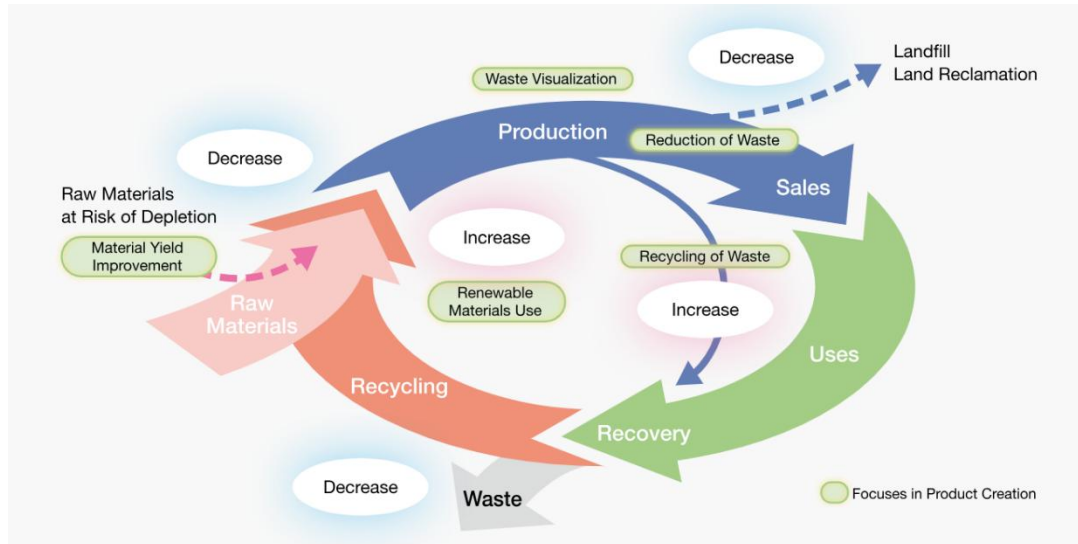 Decrease
Landfill
Land Reclamation
Waste Visualization
Production
Reduction of Waste
Decrease
Sales
Raw Materials
at Risk of Depletion
Material Yield
Improvement
Increase
Recycling of Waste
Renewable
Materials Use
Increase
Raw
Materials
Uses
Recycling
Recovery
Decrease
Waste
Focuses in Product Creation